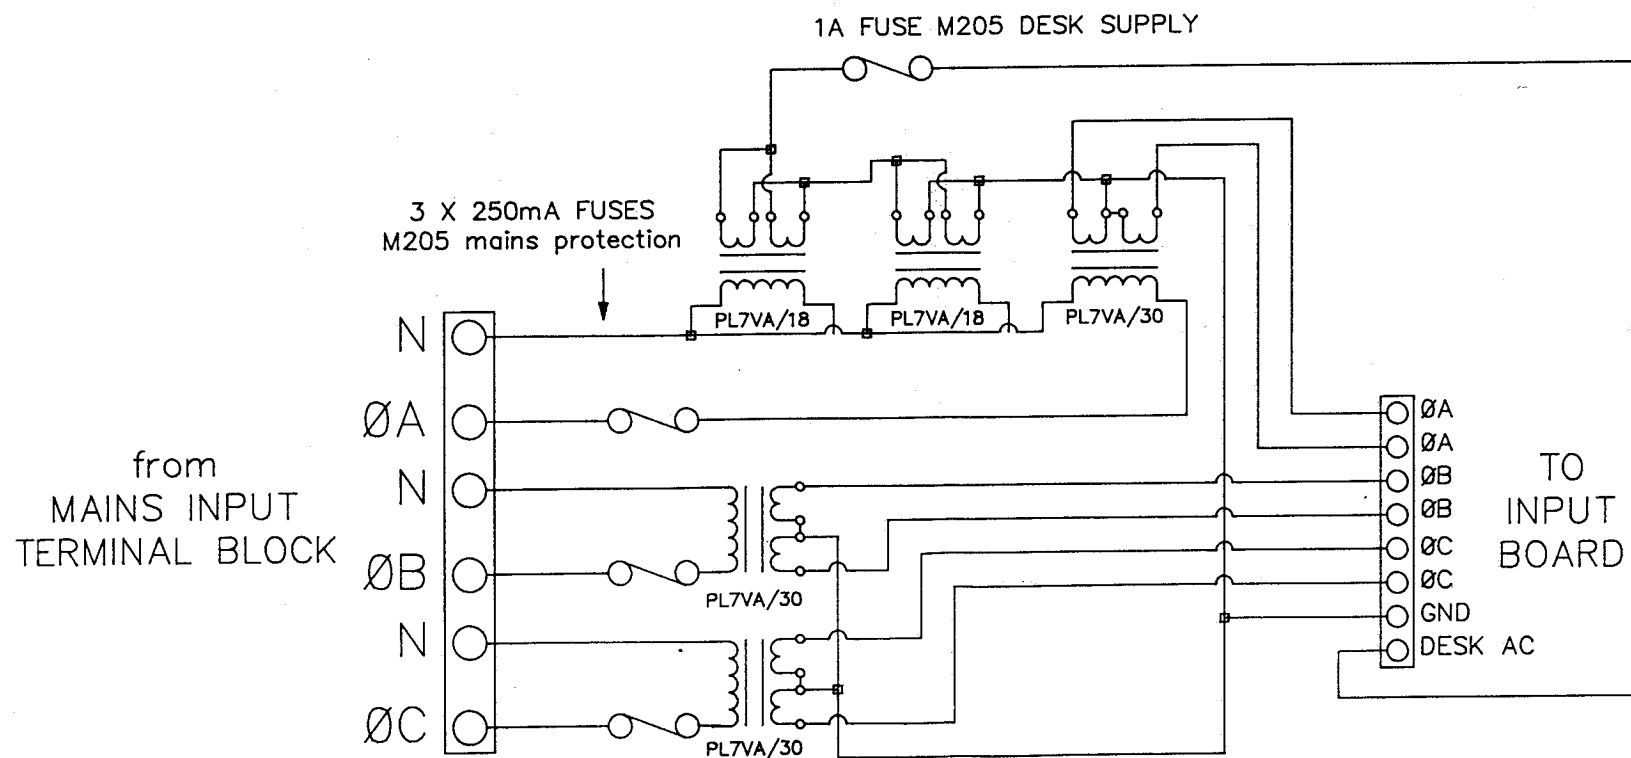 1A FUSE M205 DESK SUPPLY
3 X 250mA FUSES
M205 mains protection
PL7VA/18
PL7VA/18
PL7VA/30
N
ØA
N
ØB
N
ØC
from
MAINS INPUT
TERMINAL BLOCK
PL7VA/30
PL7VA/30
ØA
ØA
ØB
ØB
ØC
ØC
GND
DESK AC
TO
INPUT
BOARD